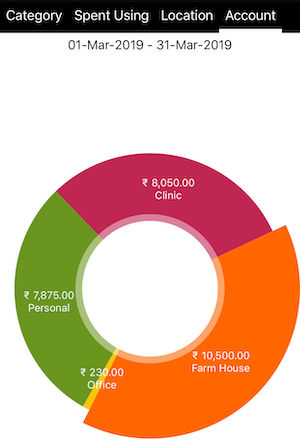 Category Spent Using Location Account
01-Mar-2019 - 31-Mar-2019
₹ 8,050.00
Clinic
₹ 7,875.00
Personal
₹ 10,500.00
Farm House
₹ 230.00
Office